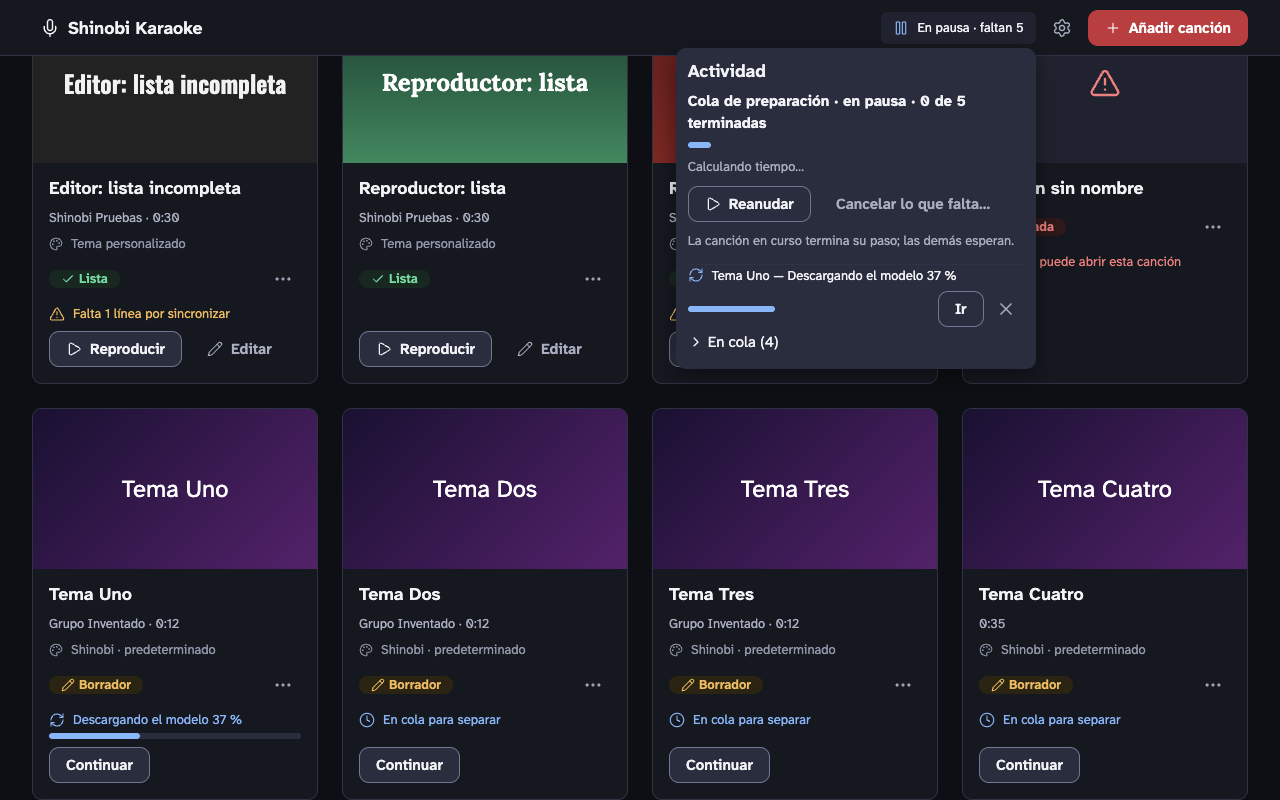 Shinobi Karaoke
En pausa · faltan 5
Añadir canción
Actividad
Cola de preparación · en pausa · 0 de 5
terminadas
Calculando tiempo…
Reanudar
Cancelar lo que falta…
La canción en curso termina su paso; las demás esperan.
Tema Uno — Descargando el modelo 37 %
Ir
En cola (4)
Editor: lista incompleta
Reproductor: lista
Editor: lista incompleta
Shinobi Pruebas · 0:30
Tema personalizado
Lista
Falta 1 línea por sincronizar
Reproducir
Editar
Reproductor: lista
Shinobi Pruebas · 0:30
Tema personalizado
Lista
Reproducir
Editar
sin nombre
puede abrir esta canción
Tema Uno
Tema Dos
Tema Tres
Tema Cuatro
Tema Uno
Grupo Inventado · 0:12
Shinobi · predeterminado
Borrador
Descargando el modelo 37 %
Continuar
Tema Dos
Grupo Inventado · 0:12
Shinobi · predeterminado
Borrador
En cola para separar
Continuar
Tema Tres
Grupo Inventado · 0:12
Shinobi · predeterminado
Borrador
En cola para separar
Continuar
Tema Cuatro
0:35
Shinobi · predeterminado
Borrador
En cola para separar
Continuar